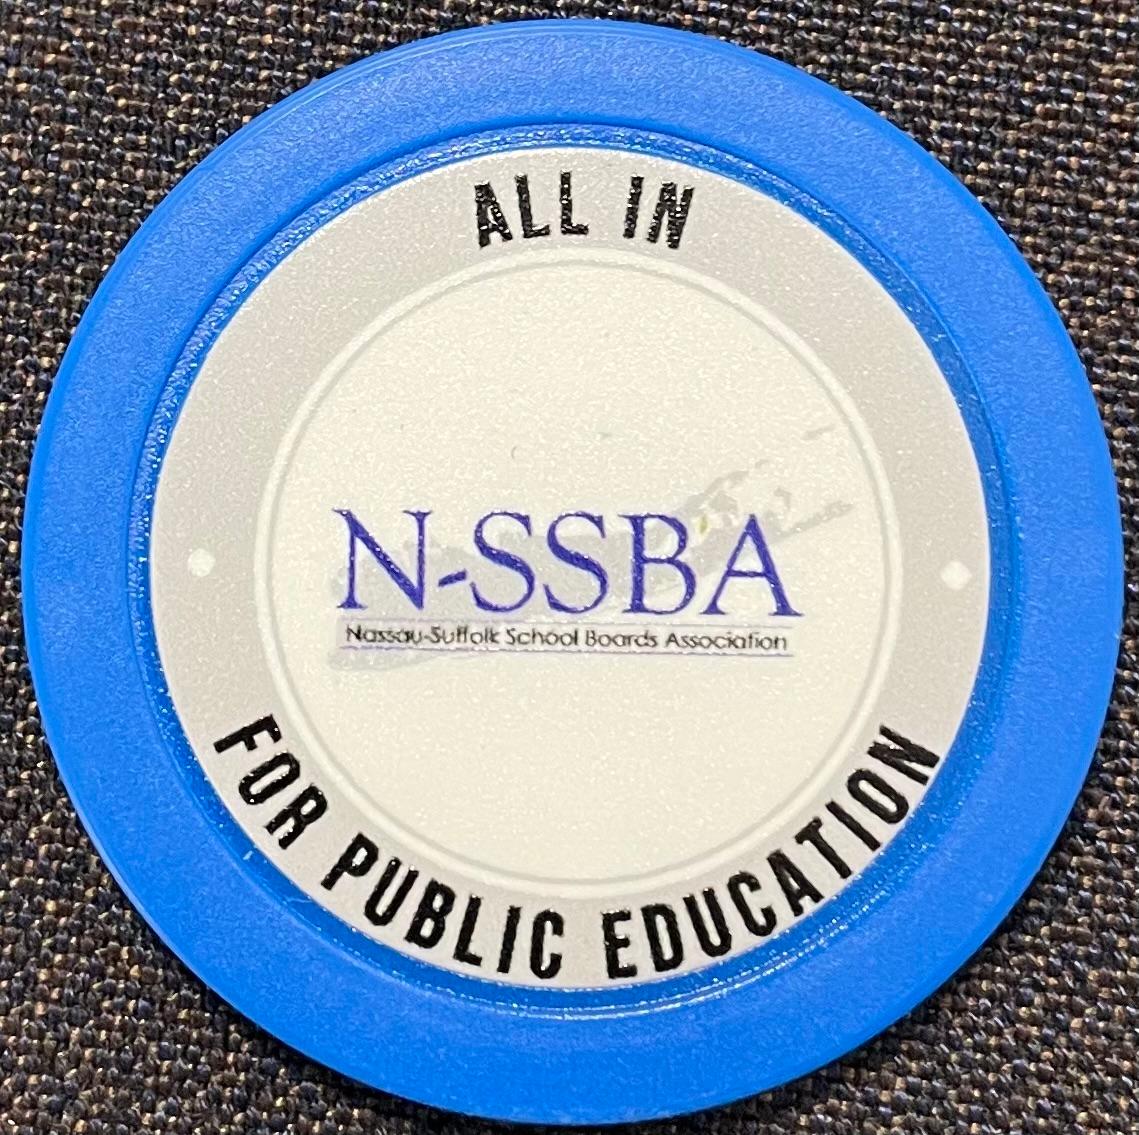 ALL IN
N-SSBA
Nassau-Suffolk School Boards Association
FOR PUBLIC EDUCATION